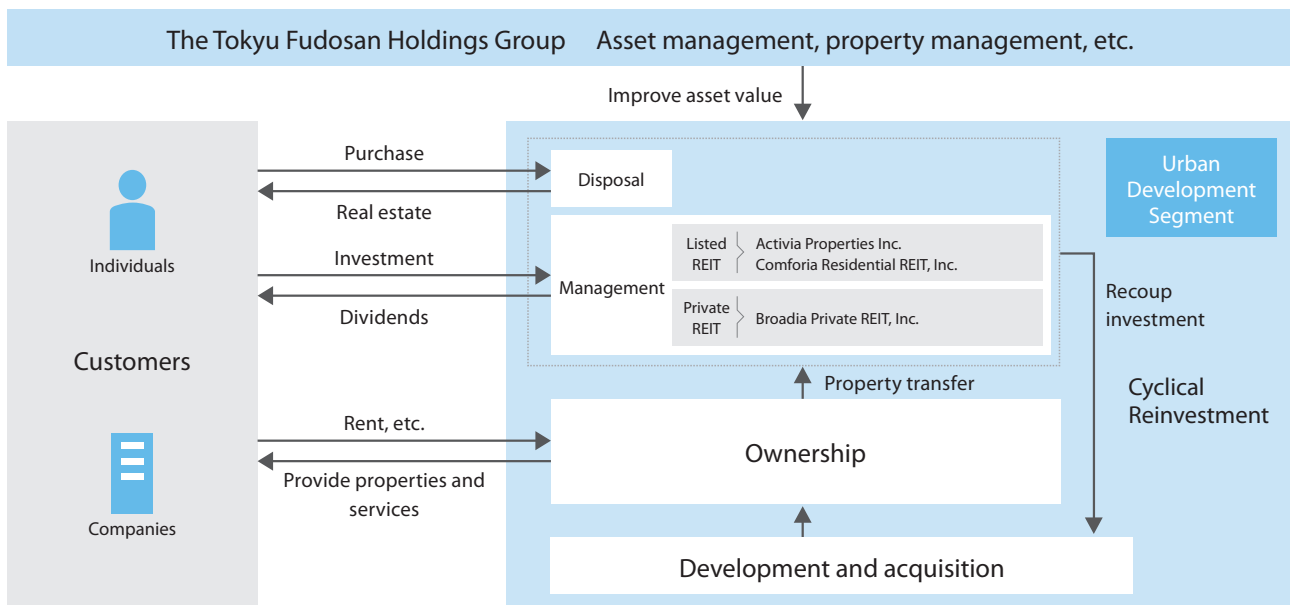 The Tokyu Fudosan Holdings Group Asset management, property management, etc.
Improve asset value
Individuals
Customers
Companies
Purchase
Real estate
Investment
Dividends
Rent, etc.
Provide properties and
services
Disposal
Management
Listed
REIT
Activia Properties Inc.
Comforia Residential REIT, Inc.
Private
REIT
Broadia Private REIT, Inc.
Property transfer
Ownership
Development and acquisition
Urban
Development
Segment
Recoup
investment
Cyclical
Reinvestment